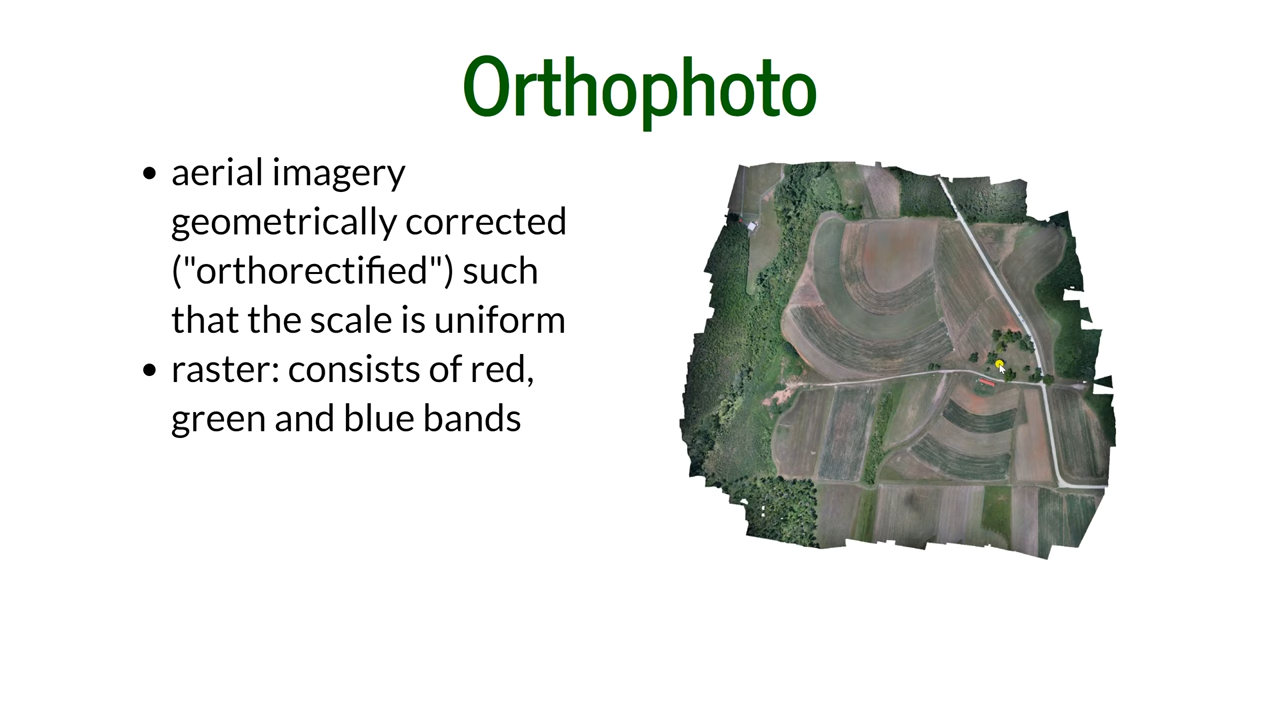 Orthophoto
• aerial imagery
geometrically corrected
("orthorectified") such
that the scale is uniform
• raster: consists of red,
green and blue bands